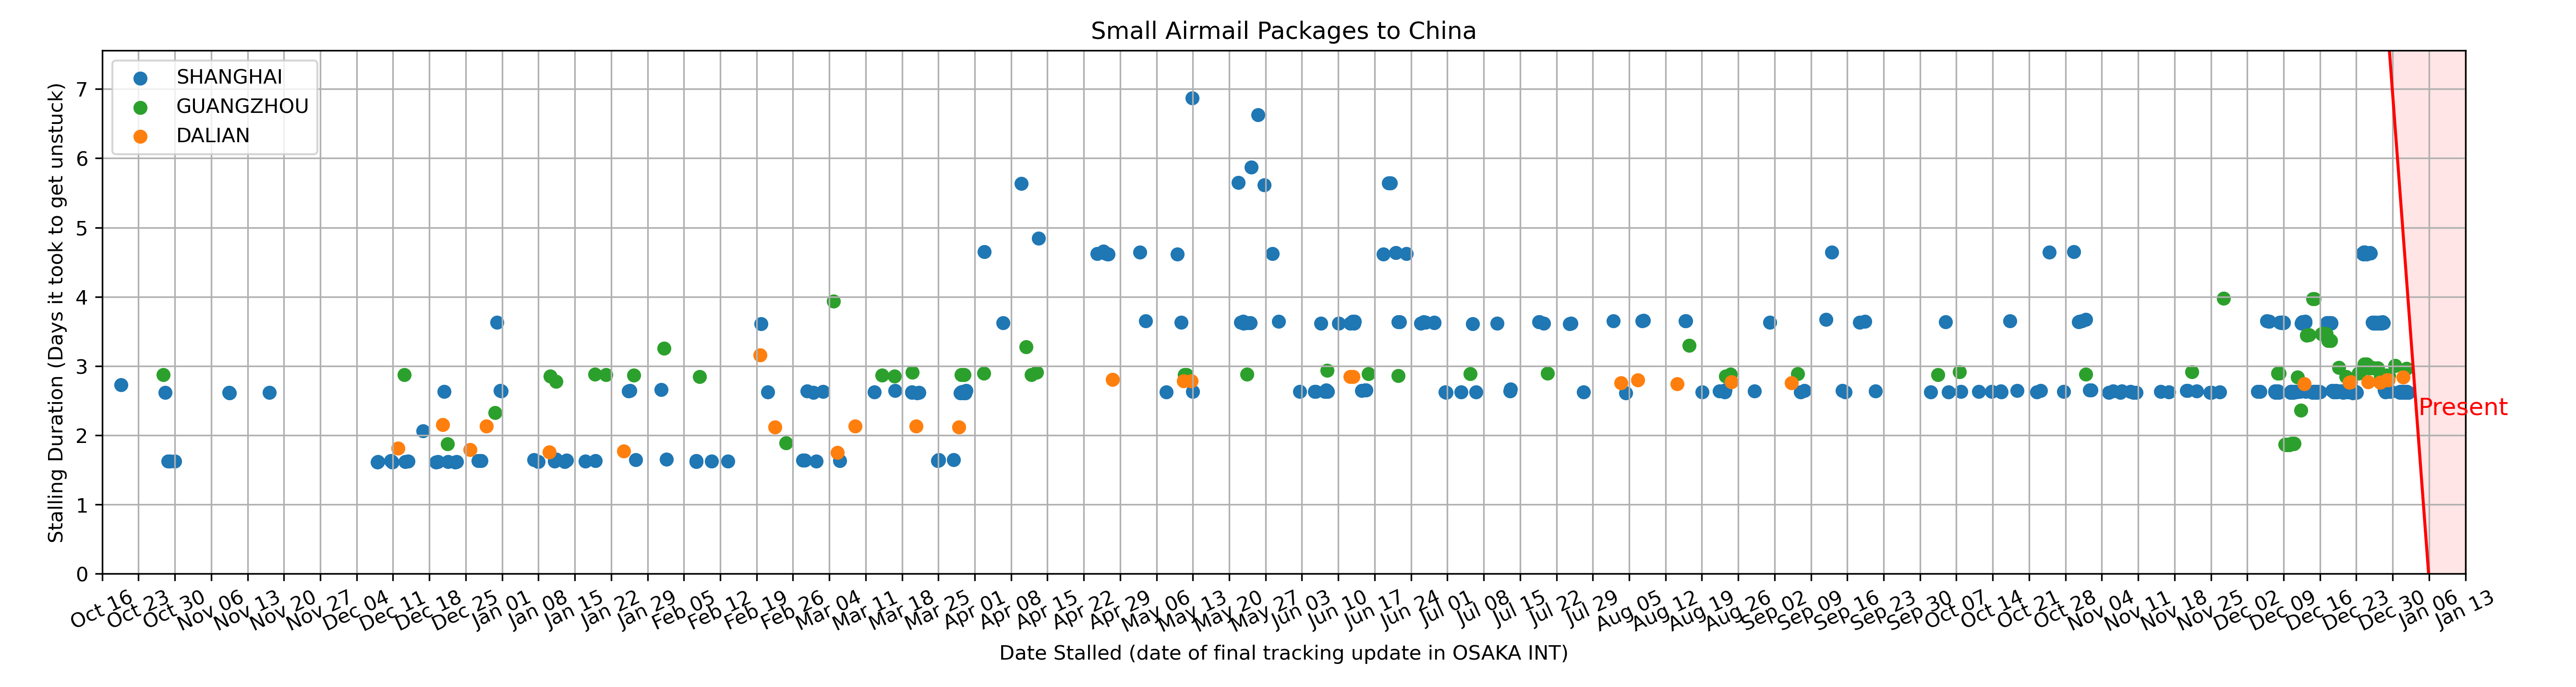 Small Airmail Packages to China
SHANGHAI
GUANGZHOU
DALIAN
Stalling Duration (Days it took to get unstuck)
7
6
5
4
3
2
1
0
Present
Oct 16 Oct 23 Oct 30 Nov 06 Nov 13 Nov 20 Nov 27 Dec 04 Dec 11 Dec 18 Dec 25 Jan 01 Jan 08 Jan 15 Jan 22 Jan 29 Feb 05 Feb 12 Feb 19 Feb 26 Mar 04 Mar 11 Mar 18 Mar 25 Apr 01 Apr 08 Apr 15 Apr 22 Apr 29 May 06 May 13 May 20 May 27 Jun 03 Jun 10 Jun 17 Jun 24 Jul 01 Jul 08 Jul 15 Jul 22 Jul 29 Aug 05 Aug 12 Aug 19 Aug 26 Sep 02 Sep 09 Sep 16 Sep 23 Sep 30 Oct 07 Oct 14 Oct 21 Oct 28 Nov 04 Nov 11 Nov 18 Nov 25 Dec 02 Dec 09 Dec 16 Dec 23 Dec 30 Jan 06 Jan 13
Date Stalled (date of final tracking update in OSAKA INT)